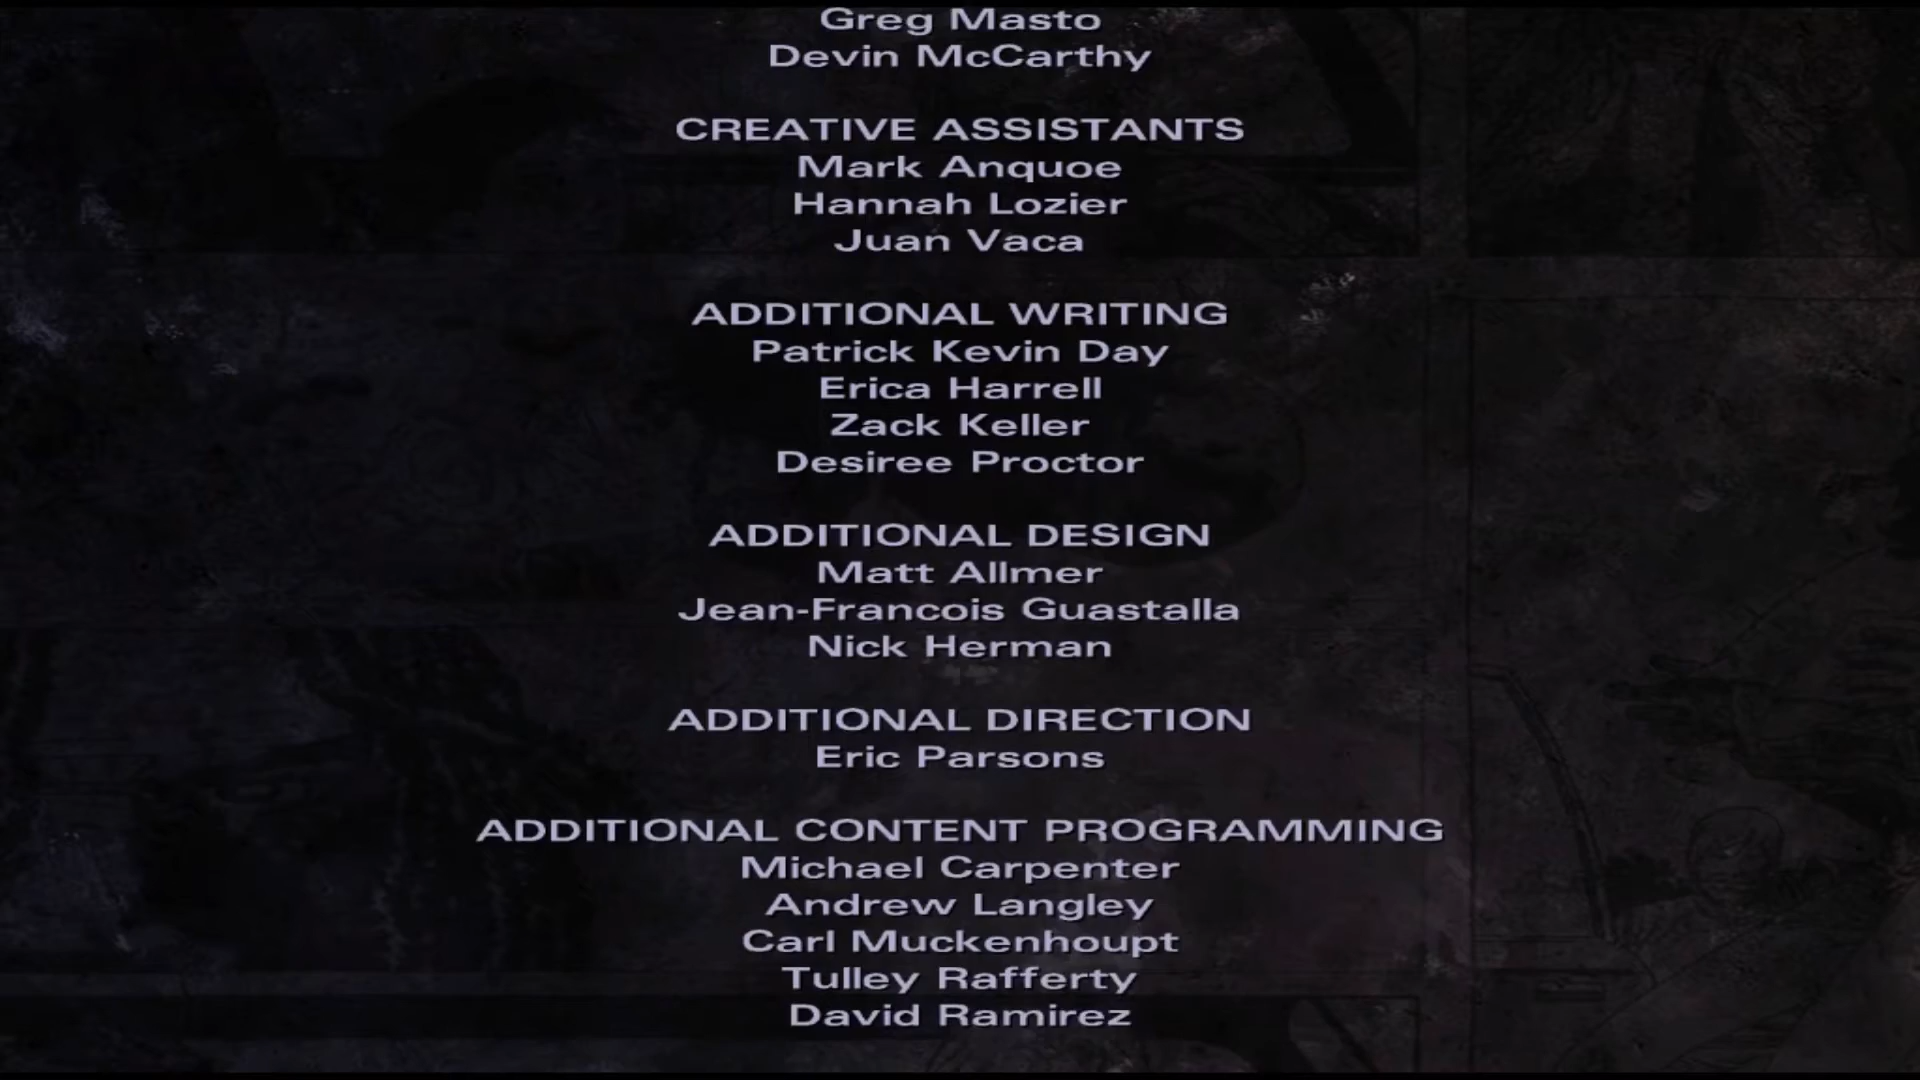 Greg Masto
Devin McCarthy
CREATIVE ASSISTANTS
Mark Anquoe
Hannah Lozier
Juan Vaca
ADDITIONAL WRITING
Patrick Kevin Day
Erica Harrell
Zack Keller
Desiree Proctor
ADDITIONAL DESIGN
Matt Allmer
Jean-Francois Guastalla
Nick Herman
ADDITIONAL DIRECTION
Eric Parsons
ADDITIONAL CONTENT PROGRAMMING
Michael Carpenter
Andrew Langley
Carl Muckenhoupt
Tulley Rafferty
David Ramirez